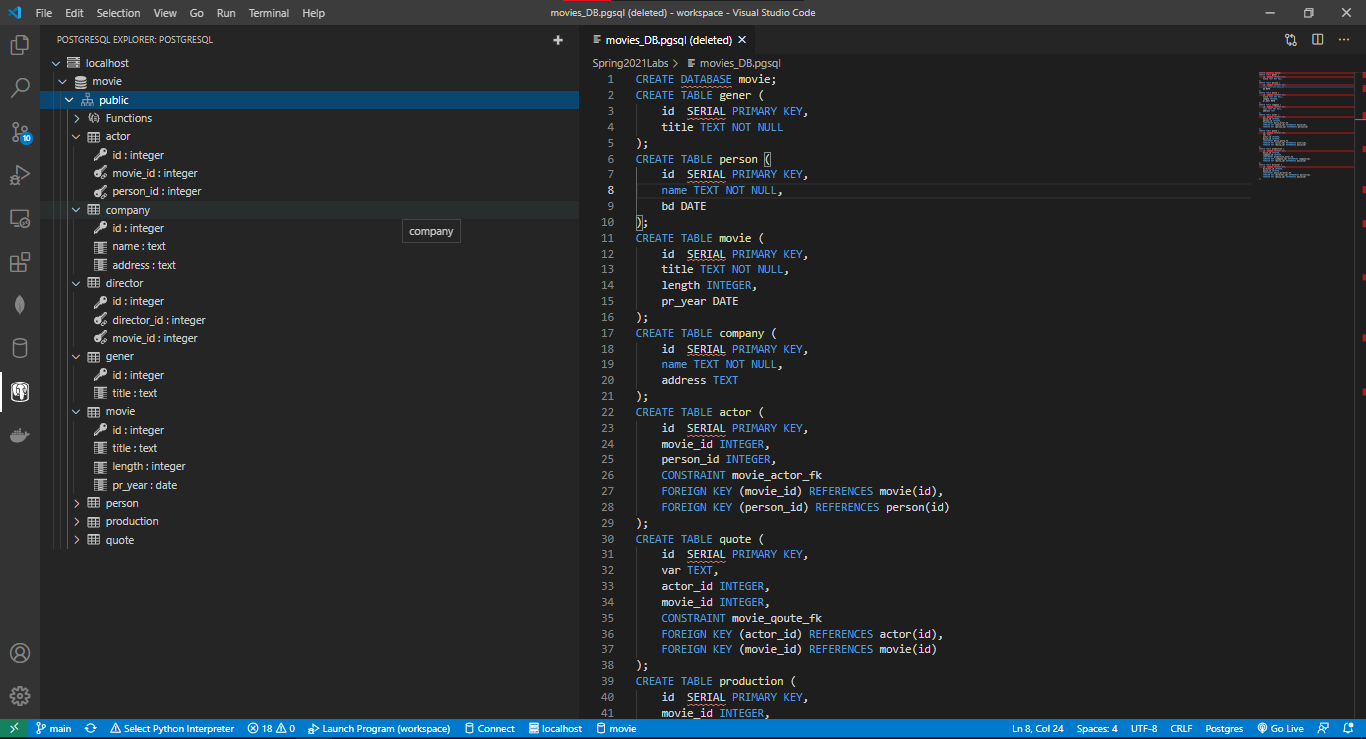 File Edit Selection View Go Run Terminal Help
movies_DB.pgsql (deleted) - workspace - Visual Studio Code
POSTGRESQL EXPLORER: POSTGRESQL
localhost
movie
public
Functions
actor
id : integer
movie_id : integer
person_id : integer
company
id : integer
company
name : text
address : text
director
id : integer
director_id : integer
movie_id : integer
gener
id : integer
title : text
movie
id : integer
title : text
length : integer
pr_year : date
person
production
quote
10
movies_DB.pgsql (deleted)
Spring2021Labs > movies_DB.pgsql
1 CREATE DATABASE movie;
2 CREATE TABLE gener (
3 id SERIAL PRIMARY KEY,
4 title TEXT NOT NULL
5 );
6 CREATE TABLE person (
7 id SERIAL PRIMARY KEY,
8 name TEXT NOT NULL,
9 bd DATE
10 );
11 CREATE TABLE movie (
12 id SERIAL PRIMARY KEY,
13 title TEXT NOT NULL,
14 length INTEGER,
15 pr_year DATE
16 );
17 CREATE TABLE company (
18 id SERIAL PRIMARY KEY,
19 name TEXT NOT NULL,
20 address TEXT
21 );
22 CREATE TABLE actor (
23 id SERIAL PRIMARY KEY,
24 movie_id INTEGER,
25 person_id INTEGER,
26 CONSTRAINT movie_actor_fk
27 FOREIGN KEY (movie_id) REFERENCES movie(id),
28 FOREIGN KEY (person_id) REFERENCES person(id)
29 );
30 CREATE TABLE quote (
31 id SERIAL PRIMARY KEY,
32 var TEXT,
33 actor_id INTEGER,
34 movie_id INTEGER,
35 CONSTRAINT movie_qoute_fk
36 FOREIGN KEY (actor_id) REFERENCES actor(id),
37 FOREIGN KEY (movie_id) REFERENCES movie(id)
38 );
39 CREATE TABLE production (
40 id SERIAL PRIMARY KEY,
41 movie_id INTEGER,
main Select Python Interpreter 18 0 Launch Program (workspace) Connect localhost movie Ln 8, Col 24 Spaces: 4 UTF-8 CRLF Postgres Go Live